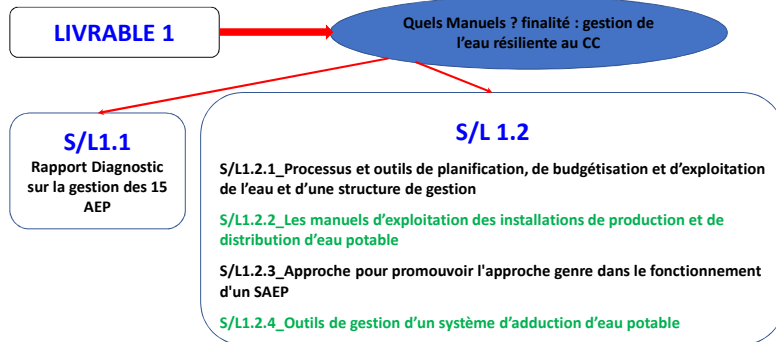 LIVRABLE 1
Quels Manuels ? finalité : gestion de
l’eau résiliente au CC
S/L1.1
Rapport Diagnostic
sur la gestion des 15
AEP
S/L 1.2
S/L1.2.1_Processus et outils de planification, de budgétisation et d’exploitation
de l’eau et d’une structure de gestion
S/L1.2.2_Les manuels d’exploitation des installations de production et de
distribution d’eau potable
S/L1.2.3_Approche pour promouvoir l'approche genre dans le fonctionnement
d'un SAEP
S/L1.2.4_Outils de gestion d’un système d’adduction d’eau potable